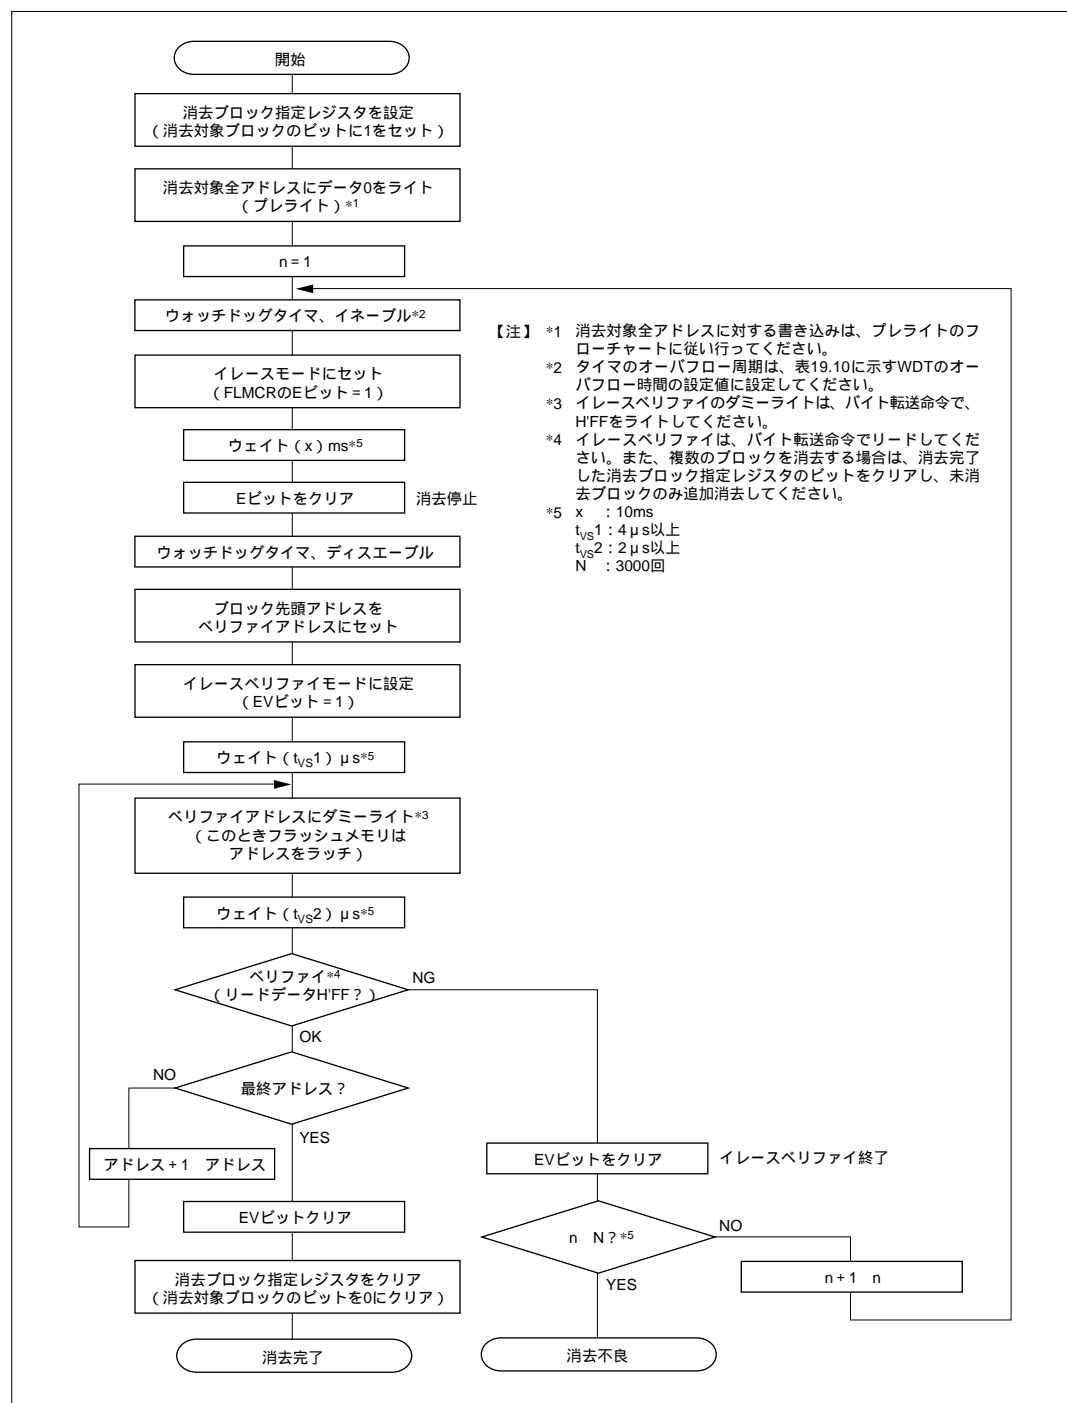 開始
消去ブロック指定レジスタを設定
(消去対象ブロックのビットに1をセット)
消去対象全アドレスにデータ0をライト
(プレライト)*1
n = 1
ウォッチドッグタイマ、イネーブル*2
イレースモードにセット
(FLMCRのEビット = 1)
ウェイト(x)ms*5
Eビットをクリア 消去停止
ウォッチドッグタイマ、ディスエーブル
ブロック先頭アドレスを
ベリファイアドレスにセット
イレースベリファイモードに設定
(EVビット = 1)
ウェイト(tVS1)μs*5
ベリファイアドレスにダミーライト*3
(このときフラッシュメモリは
アドレスをラッチ)
ウェイト(tVS2)μs*5
ベリファイ*4
(リードデータH'FF?)
NG
OK
最終アドレス?
NO
YES
アドレス+1 アドレス
EVビットクリア
消去ブロック指定レジスタをクリア
(消去対象ブロックのビットを0にクリア)
消去完了
EVビットをクリア イレースベリファイ終了
n N?*5
NO
YES
n+1 n
消去不良
【注】 *1 消去対象全アドレスに対する書き込みは、プレライトのフ
ローチャートに従い行ってください。
*2 タイマのオーバフロー周期は、表19.10に示すWDTのオー
バフロー時間の設定値に設定してください。
*3 イレースベリファイのダミーライトは、バイト転送命令で、
H'FFをライトしてください。
*4 イレースベリファイは、バイト転送命令でリードしてくだ
さい。また、複数のブロックを消去する場合は、消去完了
した消去ブロック指定レジスタのビットをクリアし、未消
去ブロックのみ追加消去してください。
*5 x :10ms
tVS1:4μs以上
tVS2:2μs以上
N :3000回